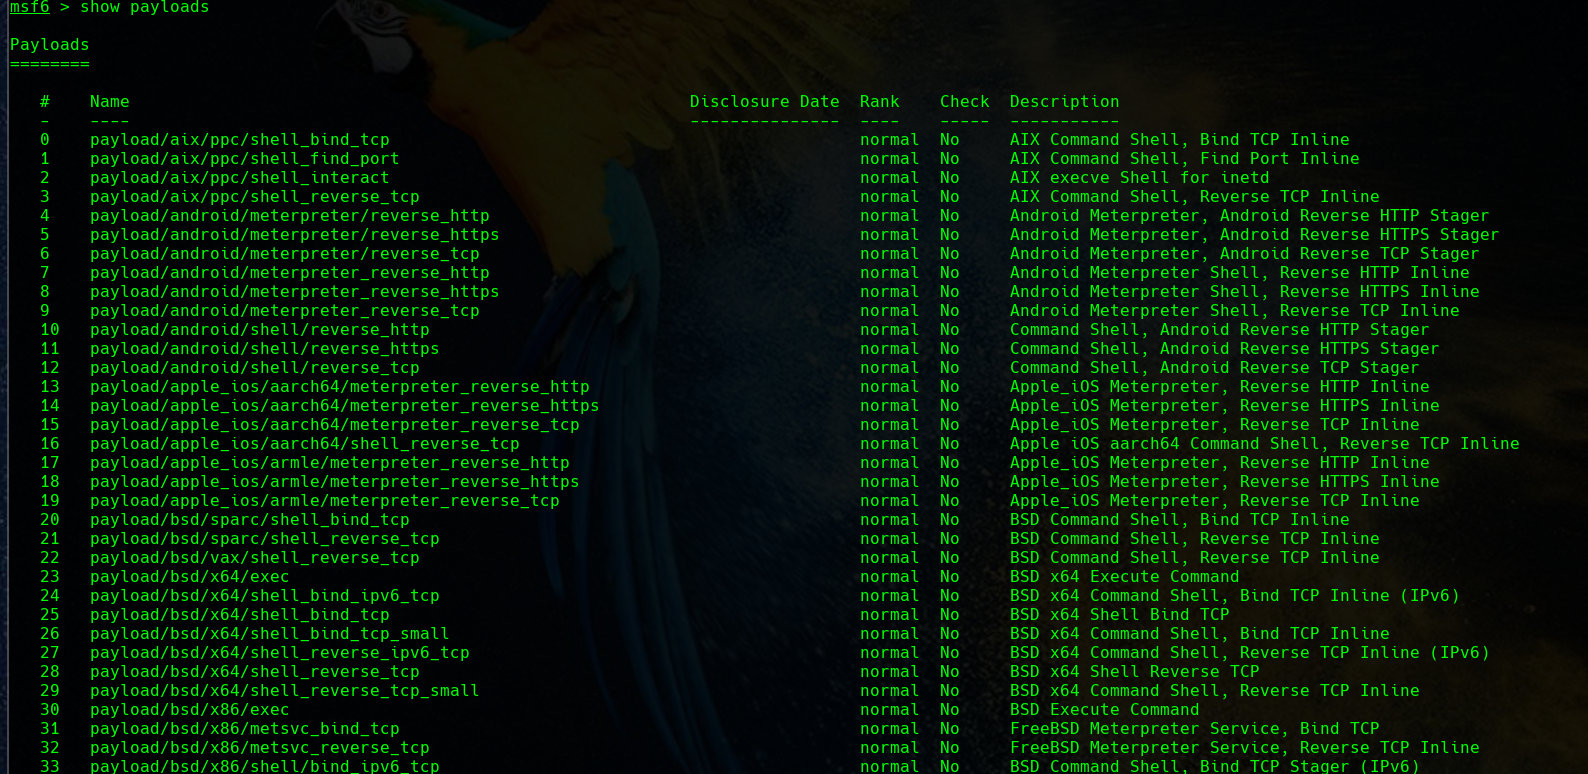 msf6 > show payloads
Payloads
========
#    Name                                                        Disclosure Date  Rank    Check  Description
-    ----                                                        ---------------  ----    -----  -----------
0    payload/aix/ppc/shell_bind_tcp                                               normal  No     AIX Command Shell, Bind TCP Inline
1    payload/aix/ppc/shell_find_port                                              normal  No     AIX Command Shell, Find Port Inline
2    payload/aix/ppc/shell_interact                                               normal  No     AIX execve Shell for inetd
3    payload/aix/ppc/shell_reverse_tcp                                            normal  No     AIX Command Shell, Reverse TCP Inline
4    payload/android/meterpreter/reverse_http                                     normal  No     Android Meterpreter, Android Reverse HTTP Stager
5    payload/android/meterpreter/reverse_https                                    normal  No     Android Meterpreter, Android Reverse HTTPS Stager
6    payload/android/meterpreter/reverse_tcp                                      normal  No     Android Meterpreter, Android Reverse TCP Stager
7    payload/android/meterpreter_reverse_http                                     normal  No     Android Meterpreter Shell, Reverse HTTP Inline
8    payload/android/meterpreter_reverse_https                                    normal  No     Android Meterpreter Shell, Reverse HTTPS Inline
9    payload/android/meterpreter_reverse_tcp                                      normal  No     Android Meterpreter Shell, Reverse TCP Inline
10   payload/android/shell/reverse_http                                           normal  No     Command Shell, Android Reverse HTTP Stager
11   payload/android/shell/reverse_https                                          normal  No     Command Shell, Android Reverse HTTPS Stager
12   payload/android/shell/reverse_tcp                                            normal  No     Command Shell, Android Reverse TCP Stager
13   payload/apple_ios/aarch64/meterpreter_reverse_http                           normal  No     Apple_iOS Meterpreter, Reverse HTTP Inline
14   payload/apple_ios/aarch64/meterpreter_reverse_https                          normal  No     Apple_iOS Meterpreter, Reverse HTTPS Inline
15   payload/apple_ios/aarch64/meterpreter_reverse_tcp                            normal  No     Apple_iOS Meterpreter, Reverse TCP Inline
16   payload/apple_ios/aarch64/shell_reverse_tcp                                  normal  No     Apple iOS aarch64 Command Shell, Reverse TCP Inline
17   payload/apple_ios/armle/meterpreter_reverse_http                             normal  No     Apple_iOS Meterpreter, Reverse HTTP Inline
18   payload/apple_ios/armle/meterpreter_reverse_https                            normal  No     Apple_iOS Meterpreter, Reverse HTTPS Inline
19   payload/apple_ios/armle/meterpreter_reverse_tcp                              normal  No     Apple_iOS Meterpreter, Reverse TCP Inline
20   payload/bsd/sparc/shell_bind_tcp                                             normal  No     BSD Command Shell, Bind TCP Inline
21   payload/bsd/sparc/shell_reverse_tcp                                          normal  No     BSD Command Shell, Reverse TCP Inline
22   payload/bsd/vax/shell_reverse_tcp                                            normal  No     BSD Command Shell, Reverse TCP Inline
23   payload/bsd/x64/exec                                                         normal  No     BSD x64 Execute Command
24   payload/bsd/x64/shell_bind_ipv6_tcp                                          normal  No     BSD x64 Command Shell, Bind TCP Inline (IPv6)
25   payload/bsd/x64/shell_bind_tcp                                               normal  No     BSD x64 Shell Bind TCP
26   payload/bsd/x64/shell_bind_tcp_small                                         normal  No     BSD x64 Command Shell, Bind TCP Inline
27   payload/bsd/x64/shell_reverse_ipv6_tcp                                       normal  No     BSD x64 Command Shell, Reverse TCP Inline (IPv6)
28   payload/bsd/x64/shell_reverse_tcp                                            normal  No     BSD x64 Shell Reverse TCP
29   payload/bsd/x64/shell_reverse_tcp_small                                      normal  No     BSD x64 Command Shell, Reverse TCP Inline
30   payload/bsd/x86/exec                                                         normal  No     BSD Execute Command
31   payload/bsd/x86/metsvc_bind_tcp                                              normal  No     FreeBSD Meterpreter Service, Bind TCP
32   payload/bsd/x86/metsvc_reverse_tcp                                           normal  No     FreeBSD Meterpreter Service, Reverse TCP Inline
33   payload/bsd/x86/shell/bind_ipv6_tcp                                          normal  No     BSD Command Shell, Bind TCP Stager (IPv6)